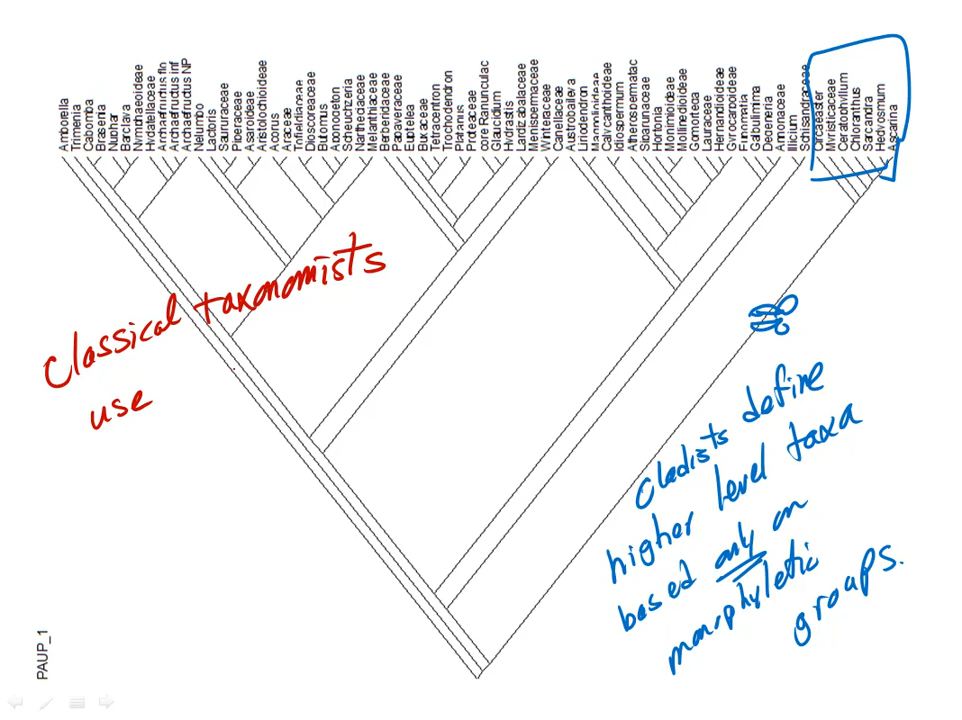 Amborella
Trimenia
Cabomba
Brasenia
Nuphar
Barclaya
Nymphaeoideae
Hydatellaceae
Archaefructus flo
Archaefructus inf
Archaefructus NP
Nelumbo
Lactoris
Saururaceae
Piperaceae
Asaroideae
Aristolochioideae
Acorus
Araceae
Tofieldiaceae
Dioscoreaceae
Butomus
Aponogeton
Scheuchzeria
Nartheciaceae
Melanthiaceae
Berberidaceae
Papaveraceae
Euptelea
Buxaceae
Tetracentron
Trochodendron
Platanus
Proteaceae
core Ranunculac
Glaucidium
Hydrastis
Lardizabalaceae
Menispermaceae
Winteraceae
Canellaceae
Austrobaileya
Liriodendron
Magnolioideae
Calycanthoideae
Idiospermum
Atherospermatac
Siparunaceae
Hortonia
Monimioideae
Mollinedioideae
Gomortega
Lauraceae
Hernandioideae
Gyrocarpoideae
Eupomatia
Galbulimima
Degeneria
Annonaceae
Illicium
Schisandraceae
Circaeaster
Myristicaceae
Ceratophyllum
Chloranthus
Sarcandra
Hedyosmum
Ascarina
Classical taxonomists
use
cladists define
higher level taxa
based only on
monophyletic
groups.
PAUP_1